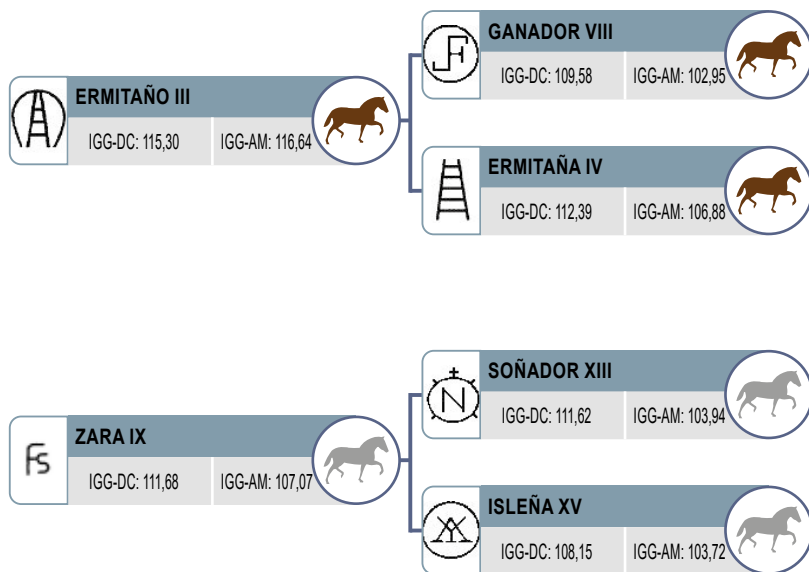 GANADOR VIII
IGG-DC: 109,58 IGG-AM: 102,95
ERMITAÑO III
IGG-DC: 115,30 IGG-AM: 116,64
ERMITAÑA IV
IGG-DC: 112,39 IGG-AM: 106,88
SOÑADOR XIII
IGG-DC: 111,62 IGG-AM: 103,94
ZARA IX
IGG-DC: 111,68 IGG-AM: 107,07
ISLEÑA XV
IGG-DC: 108,15 IGG-AM: 103,72